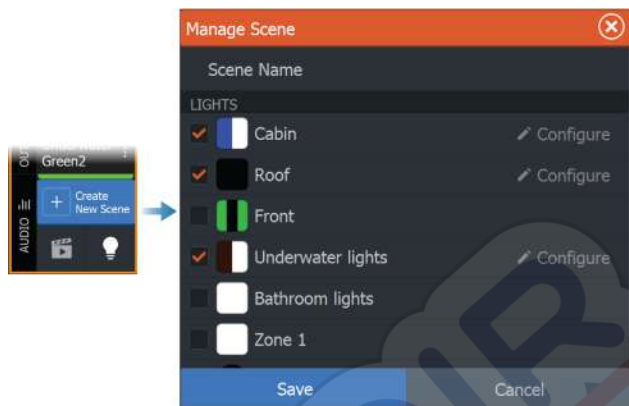 Manage Scene
Scene Name
LIGHTS
Cabin Configure
Roof Configure
Front
Underwater lights Configure
Bathroom lights
Zone 1
Save Cancel
Green2
Create
New Scene
AUDIO